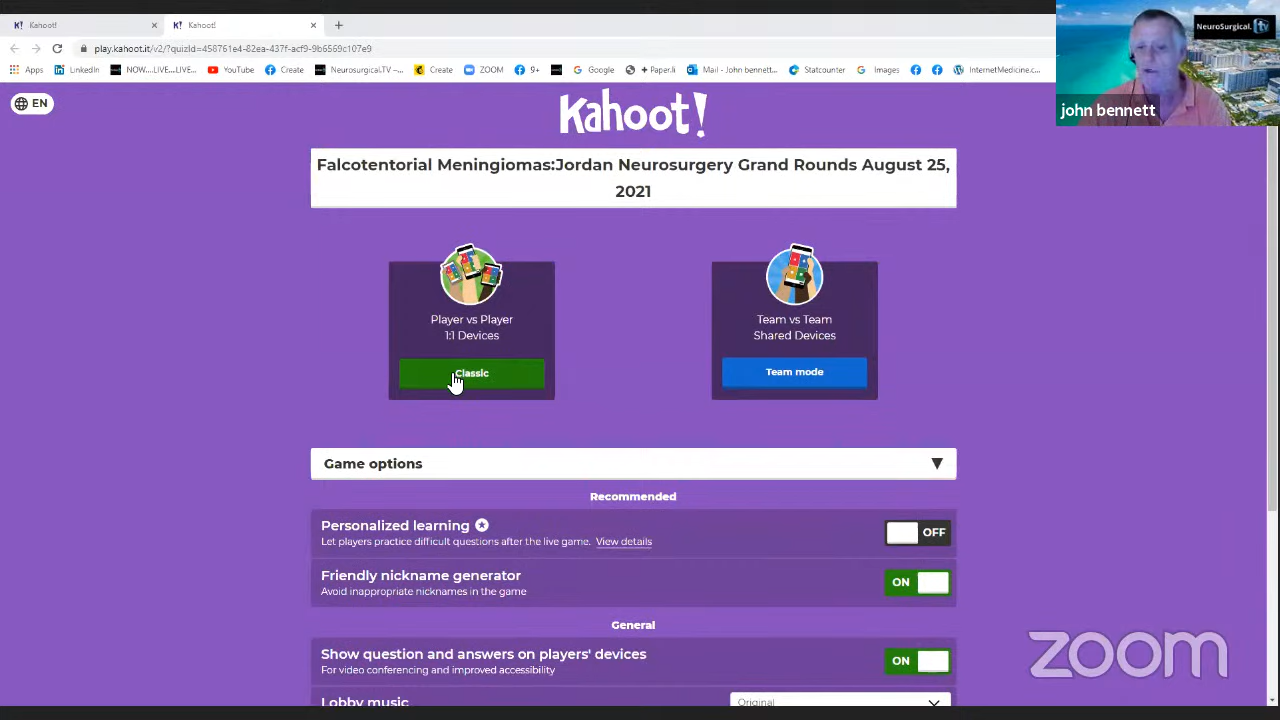 Kahoot!
Kahoot!
play.kahoot.it/v2/?quizId=458761e4-82ea-437f-acf9-9b6569c107e9
Apps LinkedIn NOW....LIVE....LIVE... YouTube Create Neurosurgical.TV –... Create ZOOM 9+ Google + Paper.li Mail - John bennett... Statcounter Images InternetMedicine.com...
NeuroSurgical.tv
john bennett
EN
Kahoot!
Falcotentorial Meningiomas:Jordan Neurosurgery Grand Rounds August 25,
2021
Player vs Player
1:1 Devices
Classic
Team vs Team
Shared Devices
Team mode
Game options
Recommended
Personalized learning
Let players practice difficult questions after the live game. View details
OFF
Friendly nickname generator
Avoid inappropriate nicknames in the game
ON
General
Show question and answers on players' devices
For video conferencing and improved accessibility
ON
Lobby music
Original
zoom